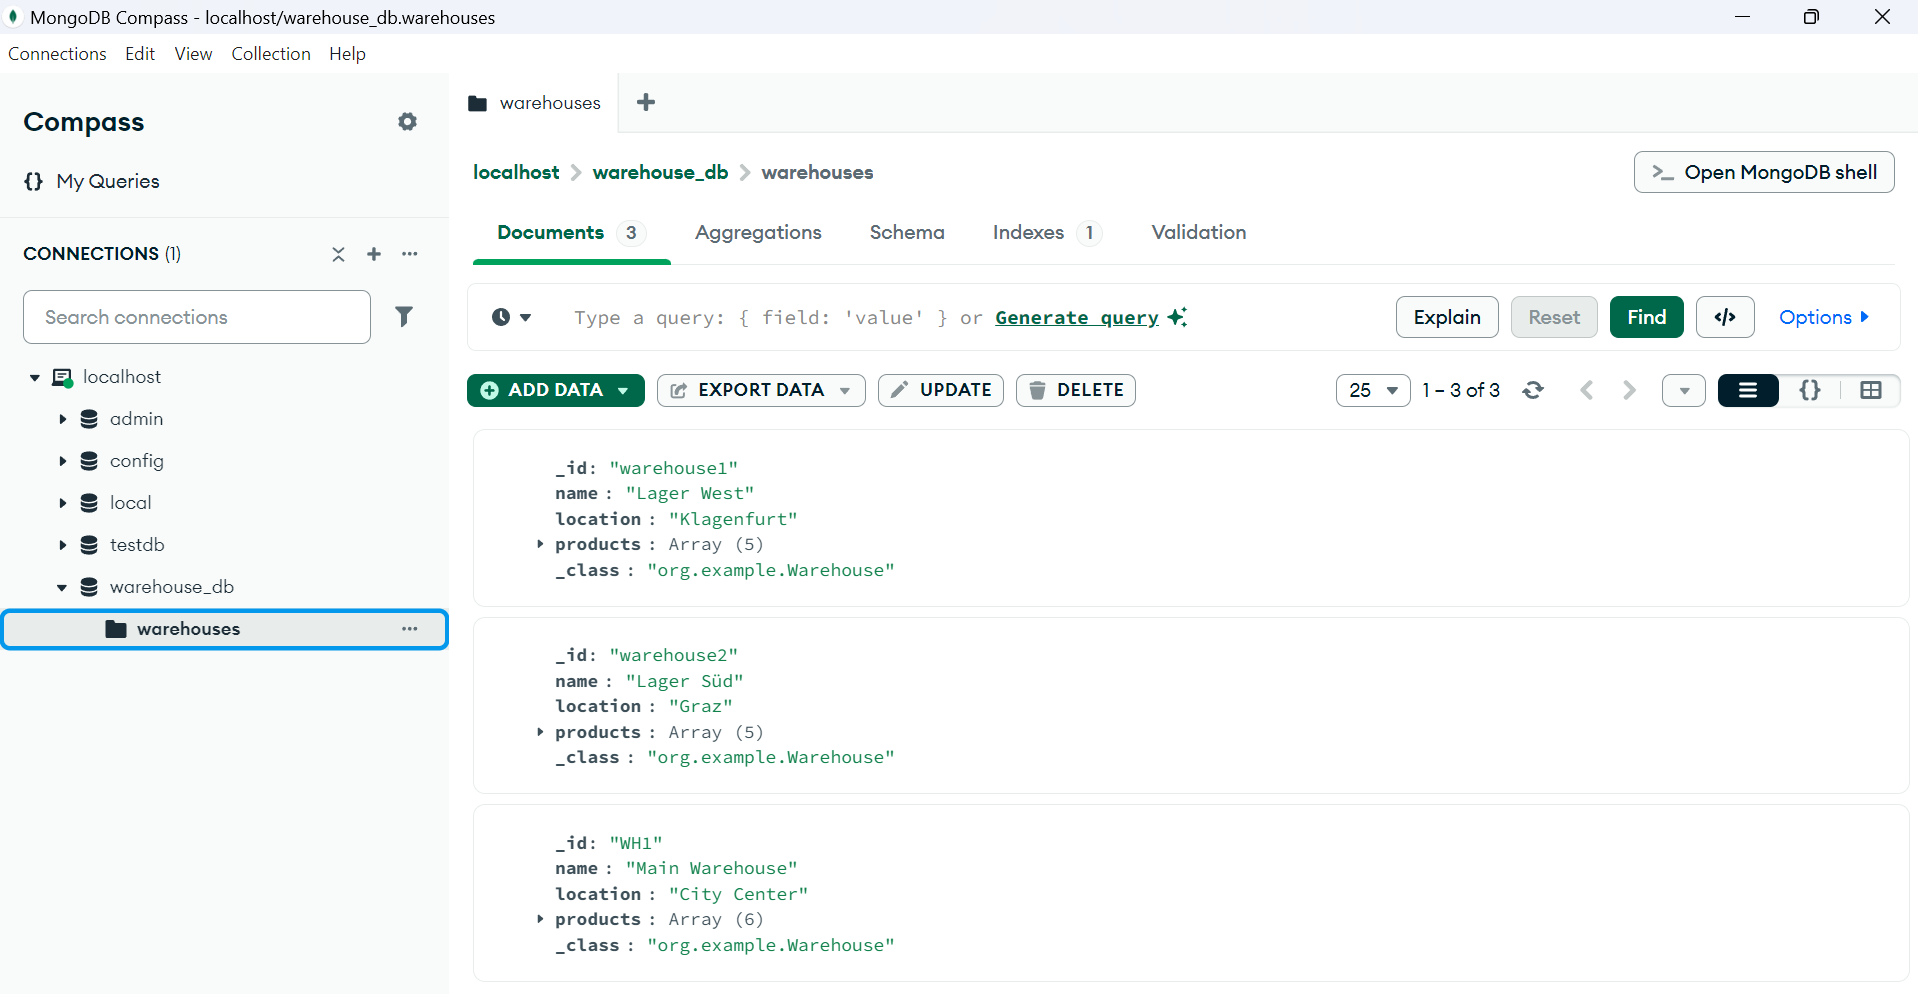 MongoDB Compass - localhost/warehouse_db.warehouses
Connections Edit View Collection Help
Compass
{} My Queries
CONNECTIONS (1)
Search connections
localhost
admin
config
local
testdb
warehouse_db
warehouses
warehouses
localhost > warehouse_db > warehouses
>_ Open MongoDB shell
Documents 3 Aggregations Schema Indexes 1 Validation
Type a query: { field: 'value' } or Generate query
Explain Reset Find </> Options
ADD DATA EXPORT DATA UPDATE DELETE
25 1 – 3 of 3 {}
_id: "warehouse1"
name : "Lager West"
location : "Klagenfurt"
products : Array (5)
_class : "org.example.Warehouse"
_id: "warehouse2"
name : "Lager Süd"
location : "Graz"
products : Array (5)
_class : "org.example.Warehouse"
_id: "WH1"
name : "Main Warehouse"
location : "City Center"
products : Array (6)
_class : "org.example.Warehouse"